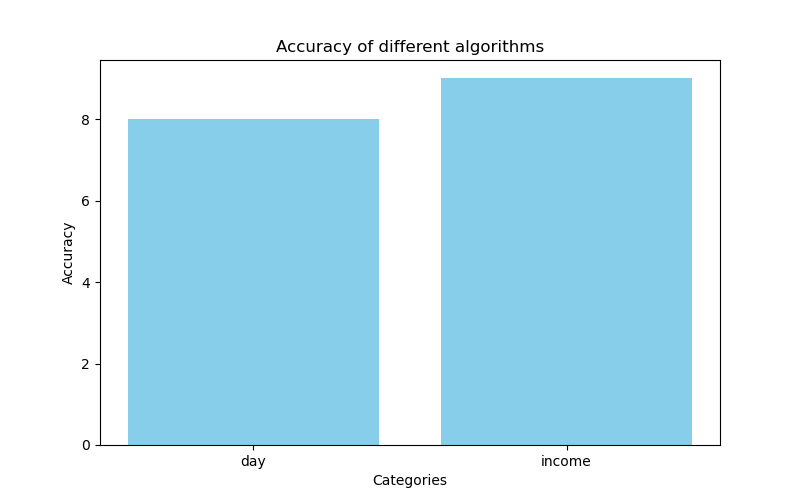 Accuracy of different algorithms
8
6
4
2
0
Accuracy
day
income
Categories